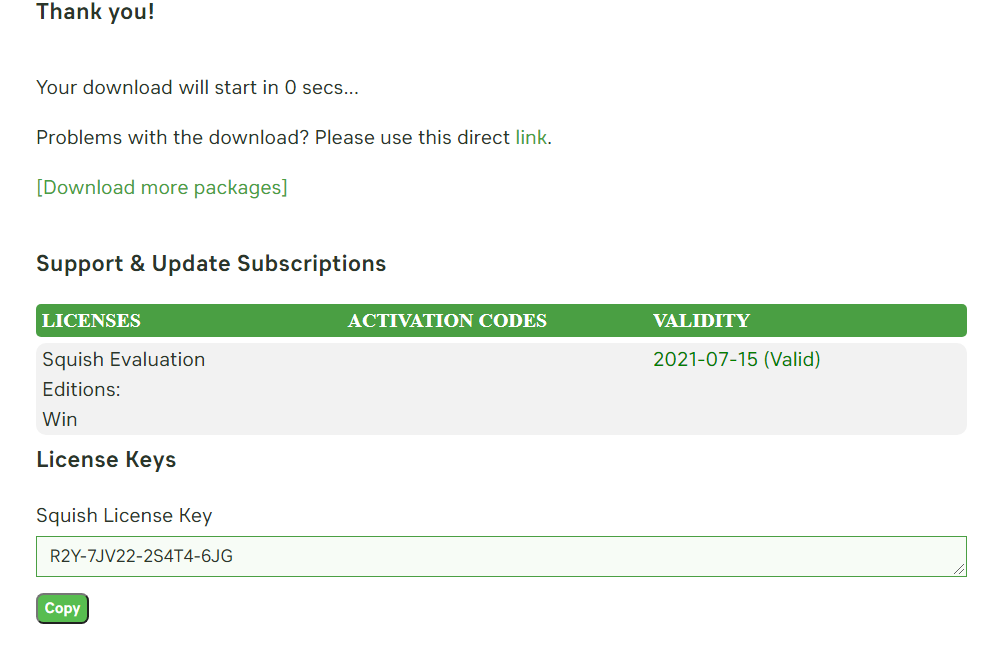 Thank you!
Your download will start in 0 secs...
Problems with the download? Please use this direct link.
[Download more packages]
Support & Update Subscriptions
LICENSES ACTIVATION CODES VALIDITY
Squish Evaluation 2021-07-15 (Valid)
Editions:
Win
License Keys
Squish License Key
R2Y-7JV22-2S4T4-6JG
Copy